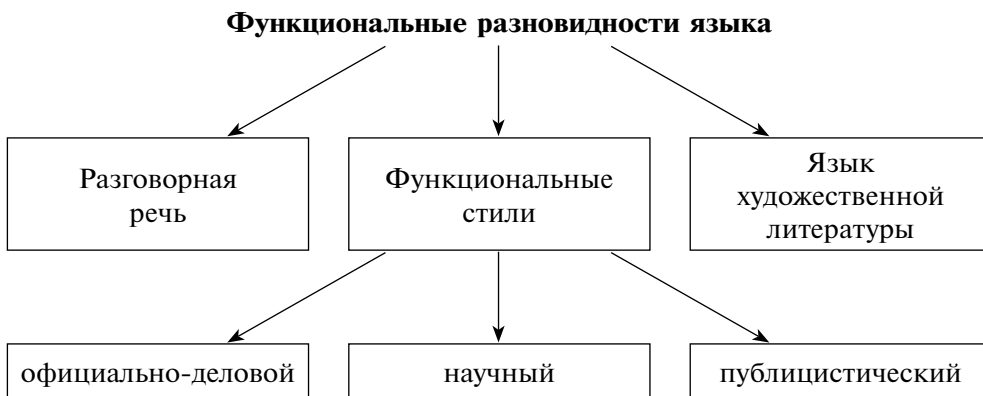 Функциональные разновидности языка
Разговорная
речь
Функциональные
стили
Язык
художественной
литературы
официально-деловой
научный
публицистический